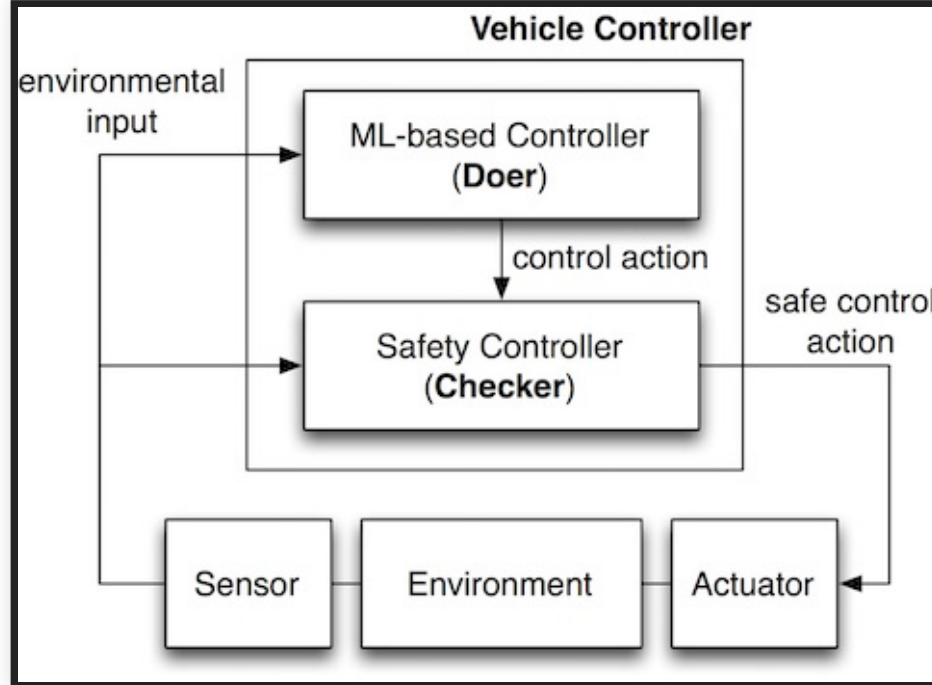 Vehicle Controller
environmental
input
ML-based Controller
(Doer)
control action
Safety Controller
(Checker)
safe control
action
Sensor
Environment
Actuator